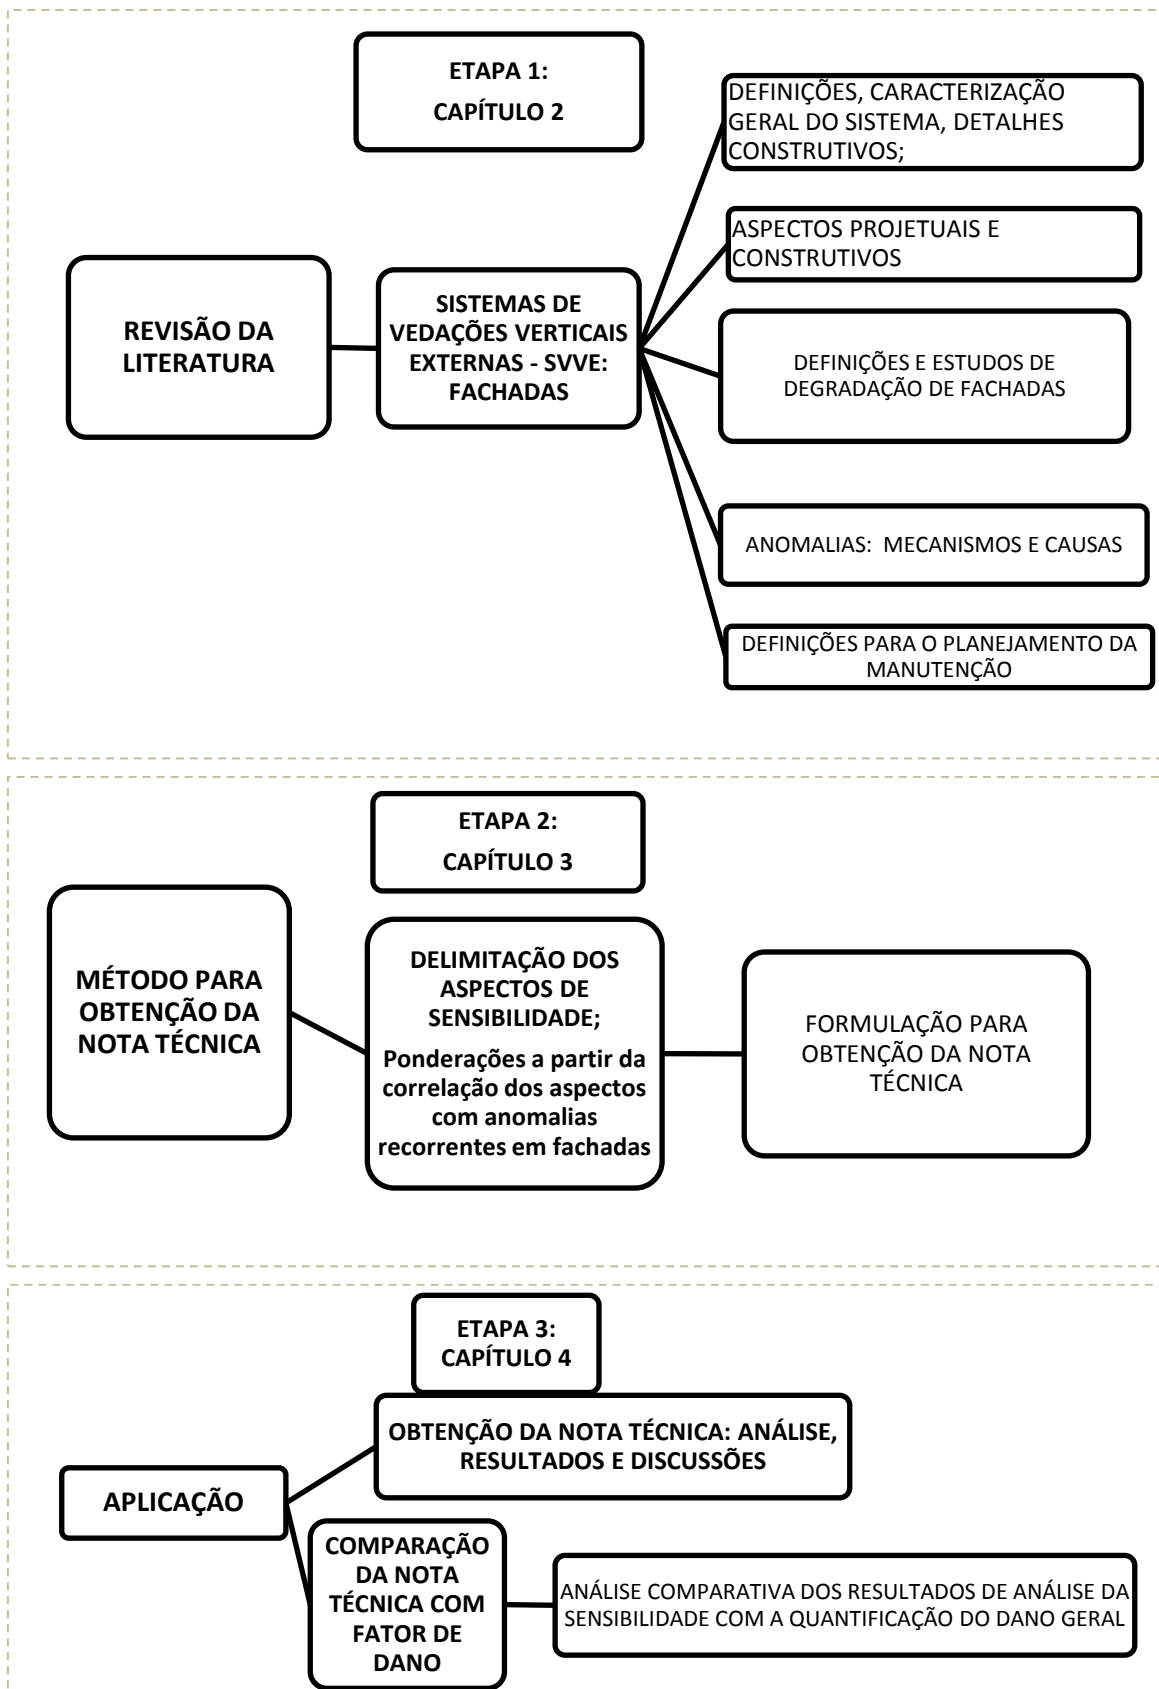 ETAPA 1:
CAPÍTULO 2
DEFINIÇÕES, CARACTERIZAÇÃO
GERAL DO SISTEMA, DETALHES
CONSTRUTIVOS;
ASPECTOS PROJETUAIS E
CONSTRUTIVOS
REVISÃO DA
LITERATURA
SISTEMAS DE
VEDAÇÕES VERTICAIS
EXTERNAS - SVVE:
FACHADAS
DEFINIÇÕES E ESTUDOS DE
DEGRADAÇÃO DE FACHADAS
ANOMALIAS:  MECANISMOS E CAUSAS
DEFINIÇÕES PARA O PLANEJAMENTO DA
MANUTENÇÃO
ETAPA 2:
CAPÍTULO 3
MÉTODO PARA
OBTENÇÃO DA
NOTA TÉCNICA
DELIMITAÇÃO DOS
ASPECTOS DE
SENSIBILIDADE;
Ponderações a partir da
correlação dos aspectos
com anomalias
recorrentes em fachadas
FORMULAÇÃO PARA
OBTENÇÃO DA NOTA
TÉCNICA
ETAPA 3:
CAPÍTULO 4
OBTENÇÃO DA NOTA TÉCNICA: ANÁLISE,
RESULTADOS E DISCUSSÕES
APLICAÇÃO
COMPARAÇÃO
DA NOTA
TÉCNICA COM
FATOR DE
DANO
ANÁLISE COMPARATIVA DOS RESULTADOS DE ANÁLISE DA
SENSIBILIDADE COM A QUANTIFICAÇÃO DO DANO GERAL